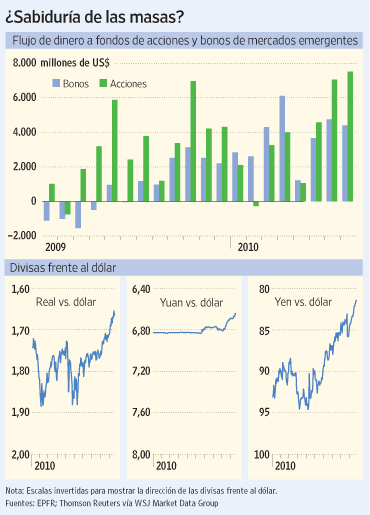 ¿Sabiduría de las masas?
Flujo de dinero a fondos de acciones y bonos de mercados emergentes
8.000 millones de US$
Bonos
Acciones
6.000
4.000
2.000
0
−2.000
2009
2010
Divisas frente al dólar
1,60
Real vs. dólar
1,70
1,80
1,90
2,00
2010
6,40
Yuan vs. dólar
6,80
7,20
7,60
8,00
2010
80
Yen vs. dólar
85
90
95
100
2010
Nota: Escalas invertidas para mostrar la dirección de las divisas frente al dólar.
Fuentes: EPFR; Thomson Reuters vía WSJ Market Data Group